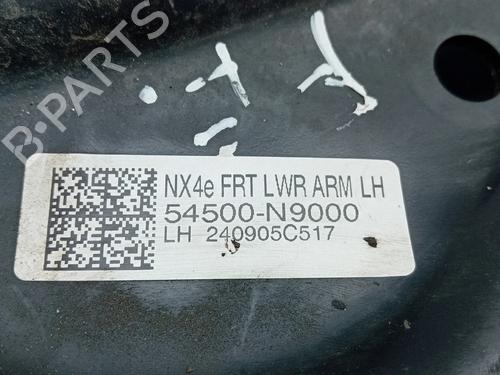 B-PARTS
NX4e FRT LWR ARM LH
54500-N9000
LH 240905C517